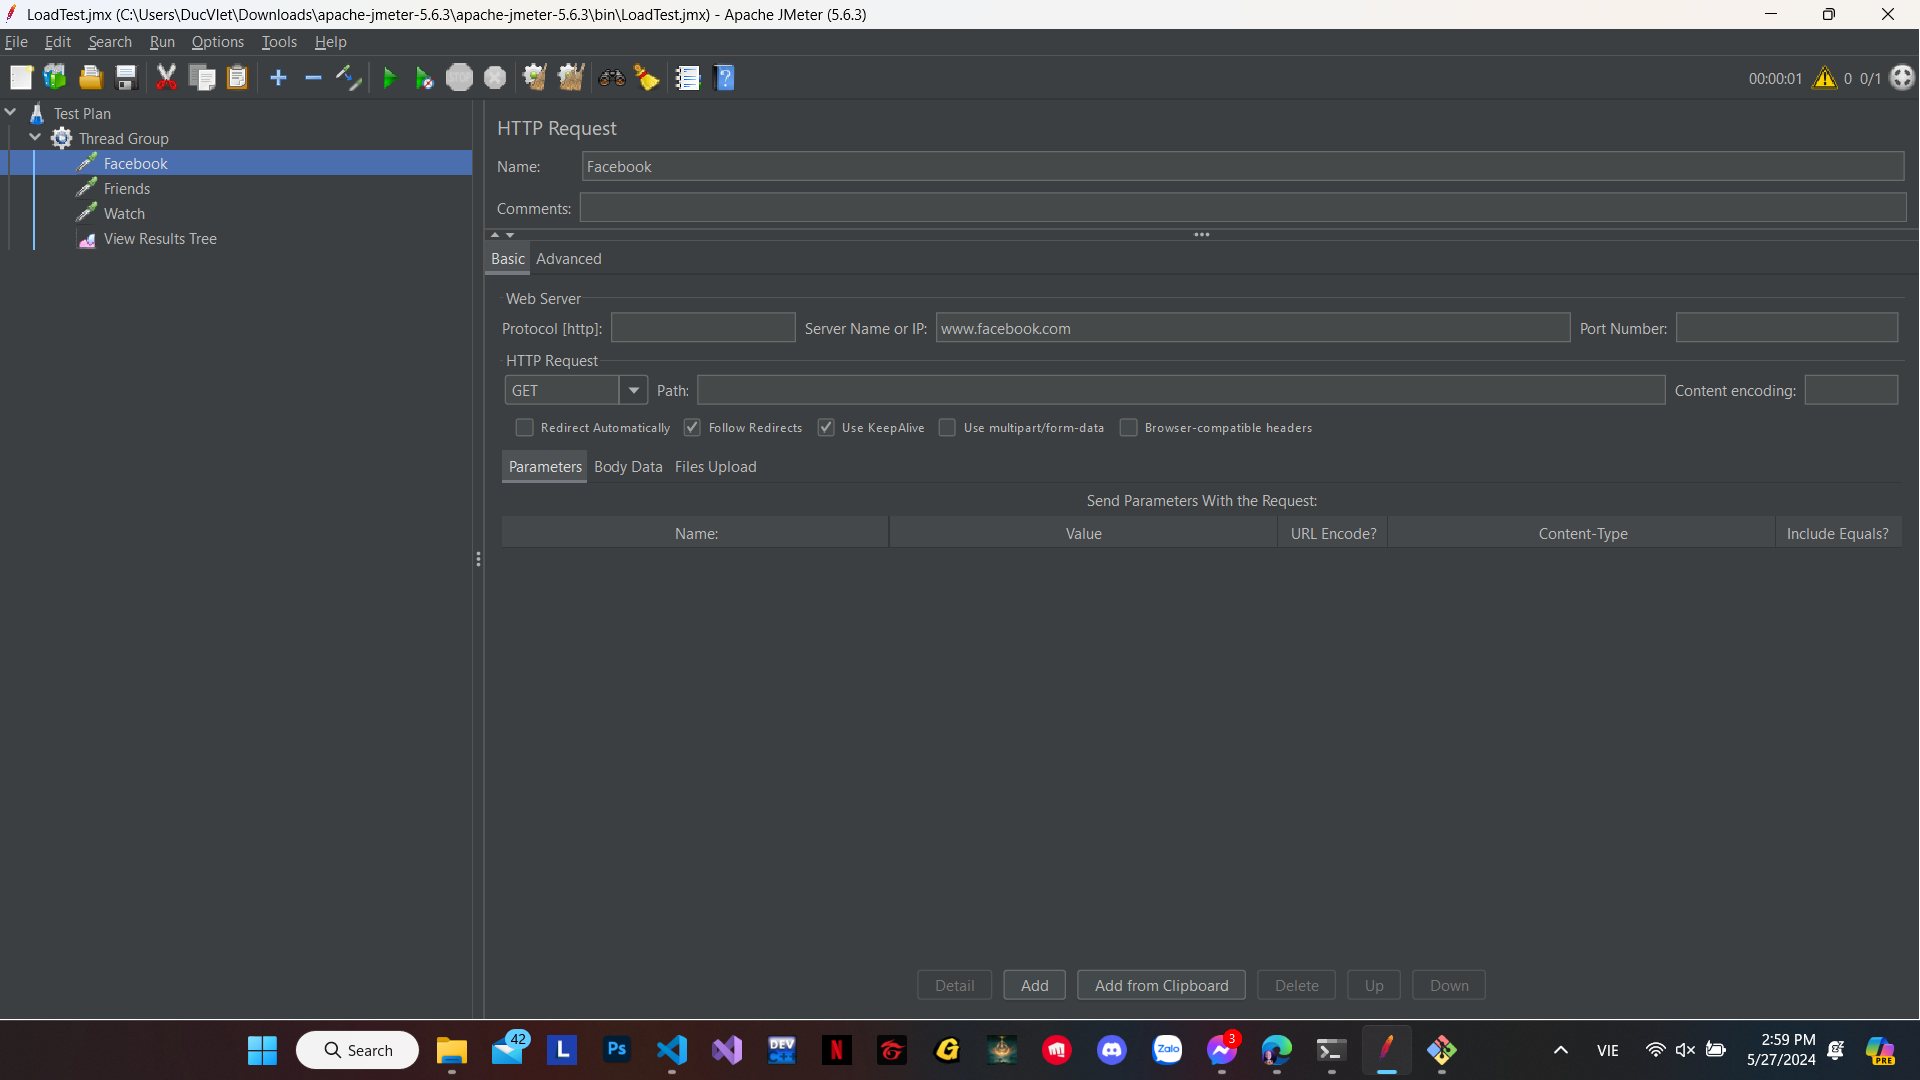 LoadTest.jmx (C:\Users\DucVIet\Downloads\apache-jmeter-5.6.3\apache-jmeter-5.6.3\bin\LoadTest.jmx) - Apache JMeter (5.6.3)
File Edit Search Run Options Tools Help
STOP
00:00:01 0 0/1
Test Plan
Thread Group
Facebook
Friends
Watch
View Results Tree
HTTP Request
Name: Facebook
Comments:
Basic Advanced
Web Server
Protocol [http]: Server Name or IP: www.facebook.com Port Number:
HTTP Request
GET Path: Content encoding:
Redirect Automatically Follow Redirects Use KeepAlive Use multipart/form-data Browser-compatible headers
Parameters Body Data Files Upload
Send Parameters With the Request:
Name: Value URL Encode? Content-Type Include Equals?
Detail Add Add from Clipboard Delete Up Down
Search 42 L Ps DEV C++ N G Zalo 3 VIE 2:59 PM PRE
5/27/2024